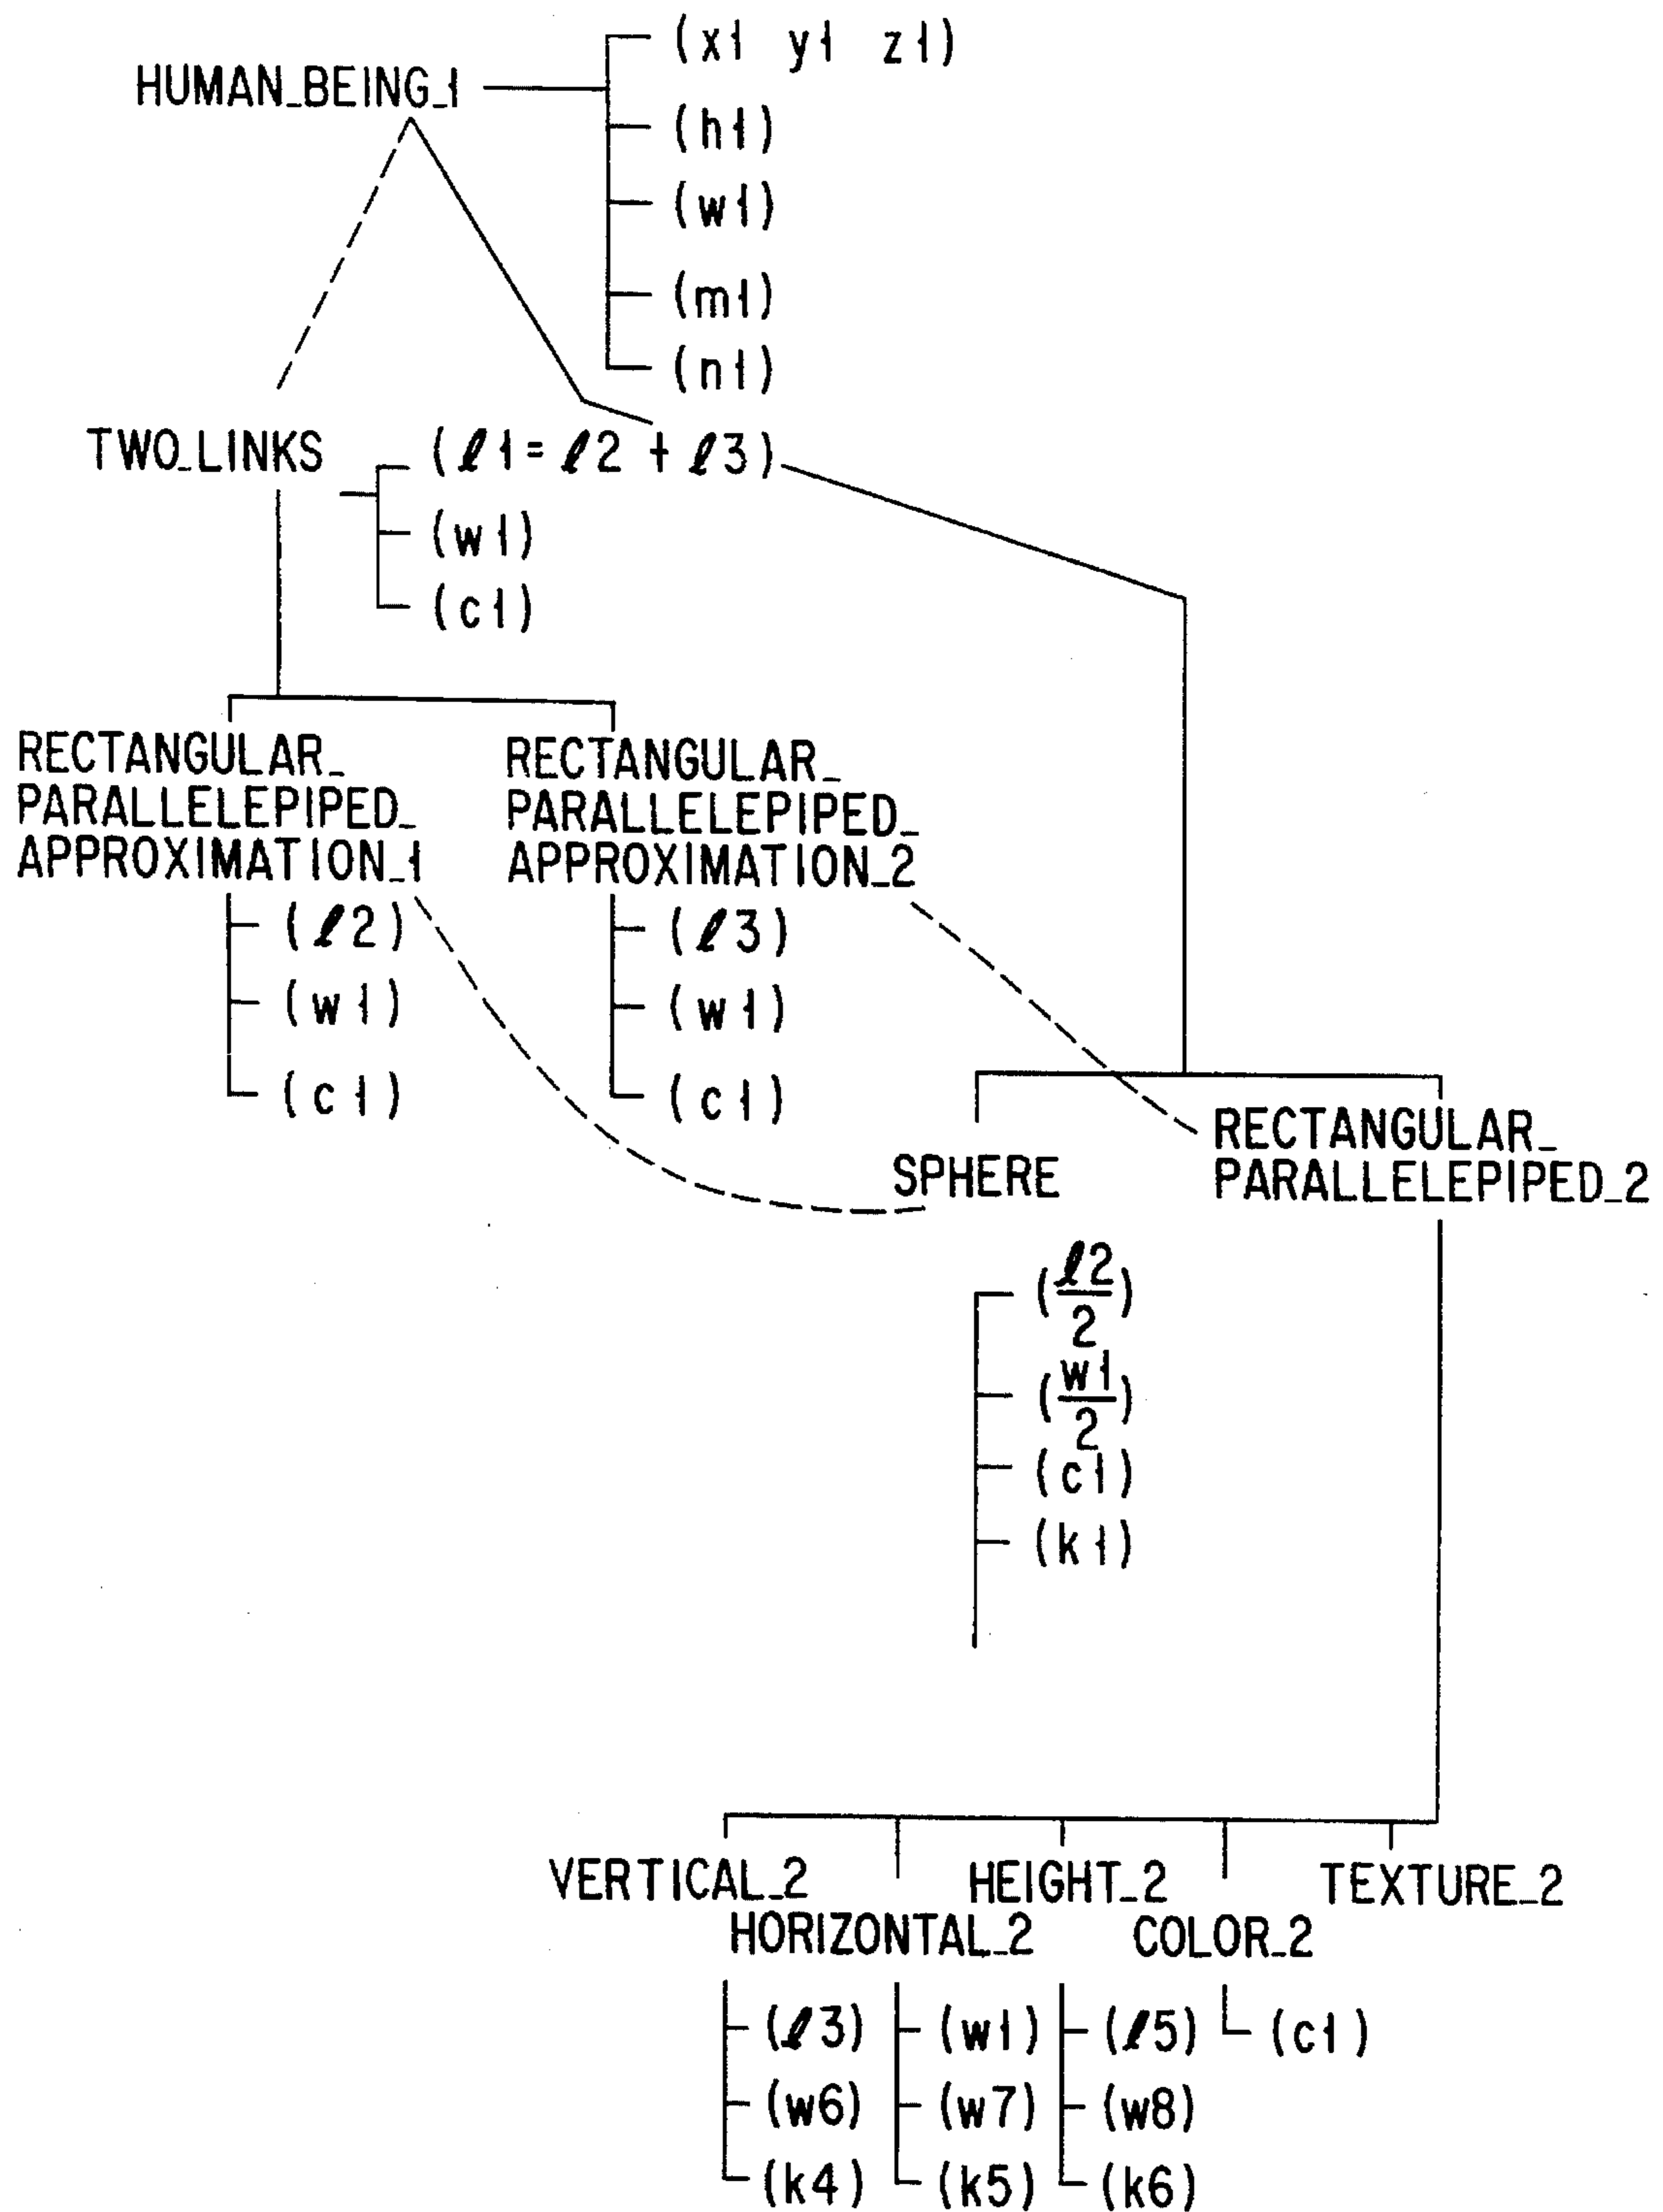 (x1 y1 z1)
HUMAN_BEING_1
(h1)
(w1)
(m1)
(n1)
TWO_LINKS
(ℓ1=ℓ2+ℓ3)
(w1)
(c1)
RECTANGULAR_
PARALLELEPIPED_
APPROXIMATION_1
(ℓ2)
(w1)
(c1)
RECTANGULAR_
PARALLELEPIPED_
APPROXIMATION_2
(ℓ3)
(w1)
(c1)
SPHERE
(ℓ2/2)
(w1/2)
(c1)
(k1)
RECTANGULAR_
PARALLELEPIPED_2
VERTICAL_2
HORIZONTAL_2
HEIGHT_2
COLOR_2
TEXTURE_2
(ℓ3) (w1) (ℓ5) (c1)
(w6) (w7) (w8)
(k4) (k5) (k6)